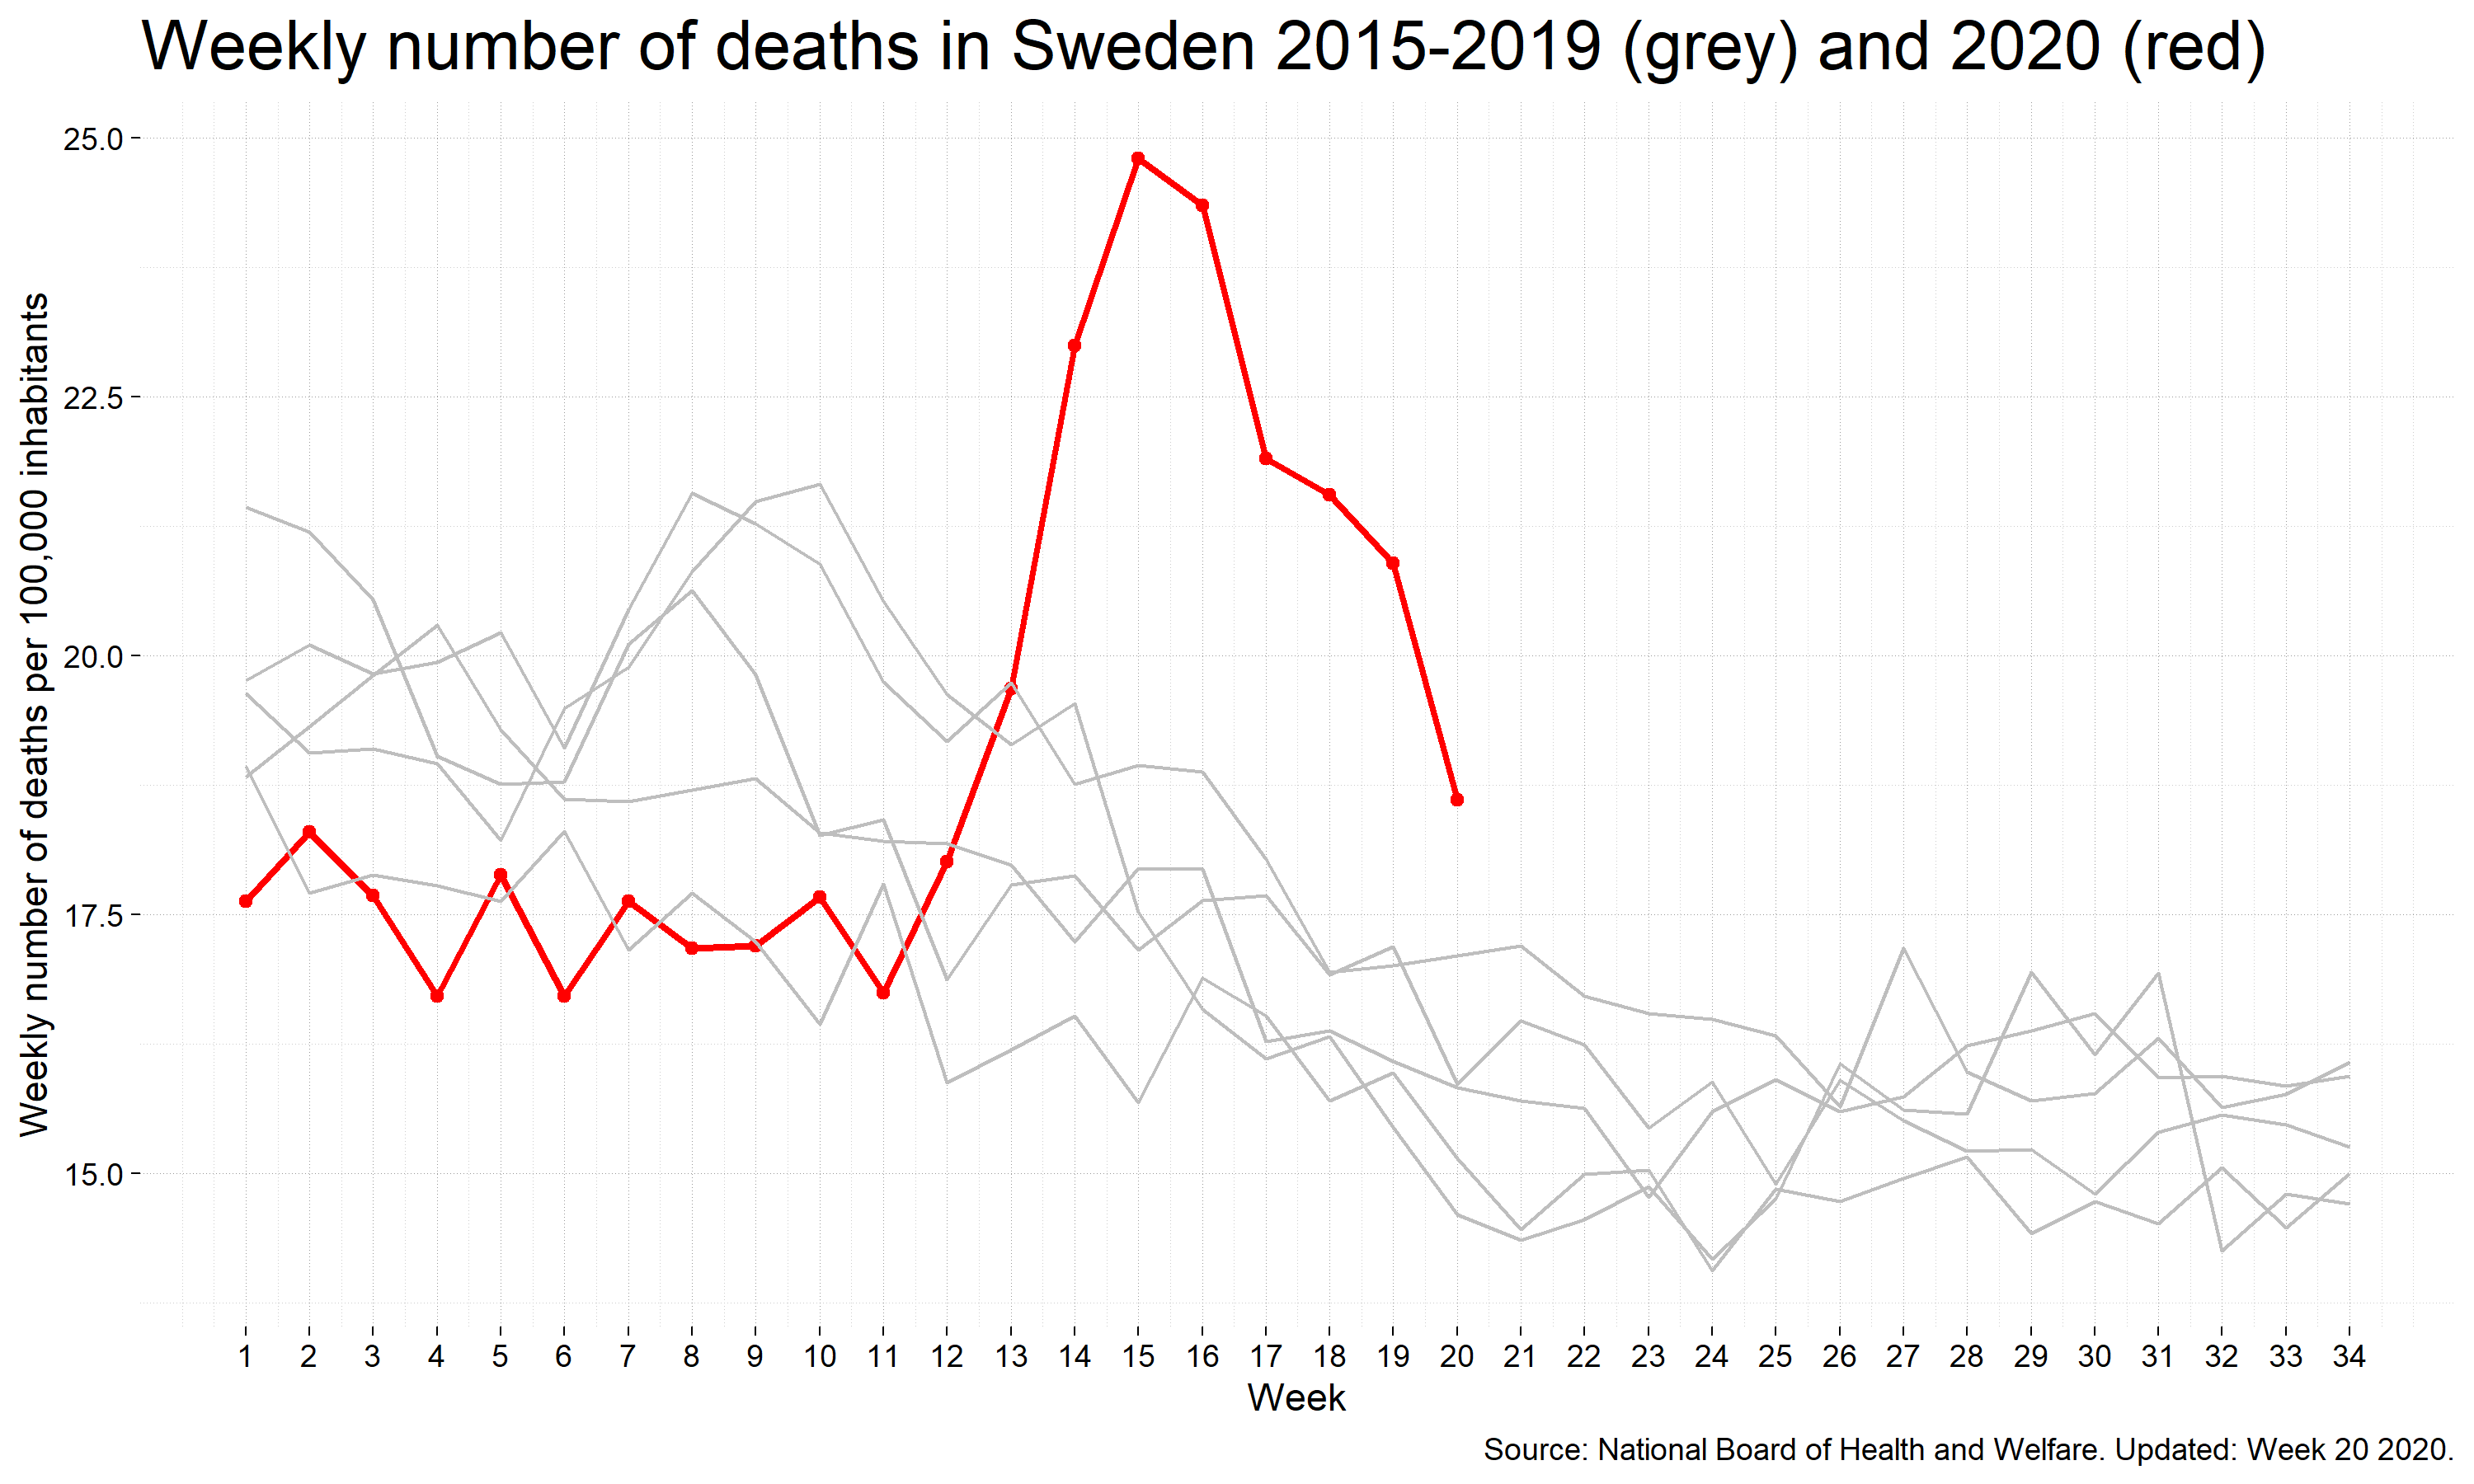 Weekly number of deaths in Sweden 2015-2019 (grey) and 2020 (red)
Weekly number of deaths per 100,000 inhabitants
25.0
22.5
20.0
17.5
15.0
1 2 3 4 5 6 7 8 9 10 11 12 13 14 15 16 17 18 19 20 21 22 23 24 25 26 27 28 29 30 31 32 33 34
Week
Source: National Board of Health and Welfare. Updated: Week 20 2020.